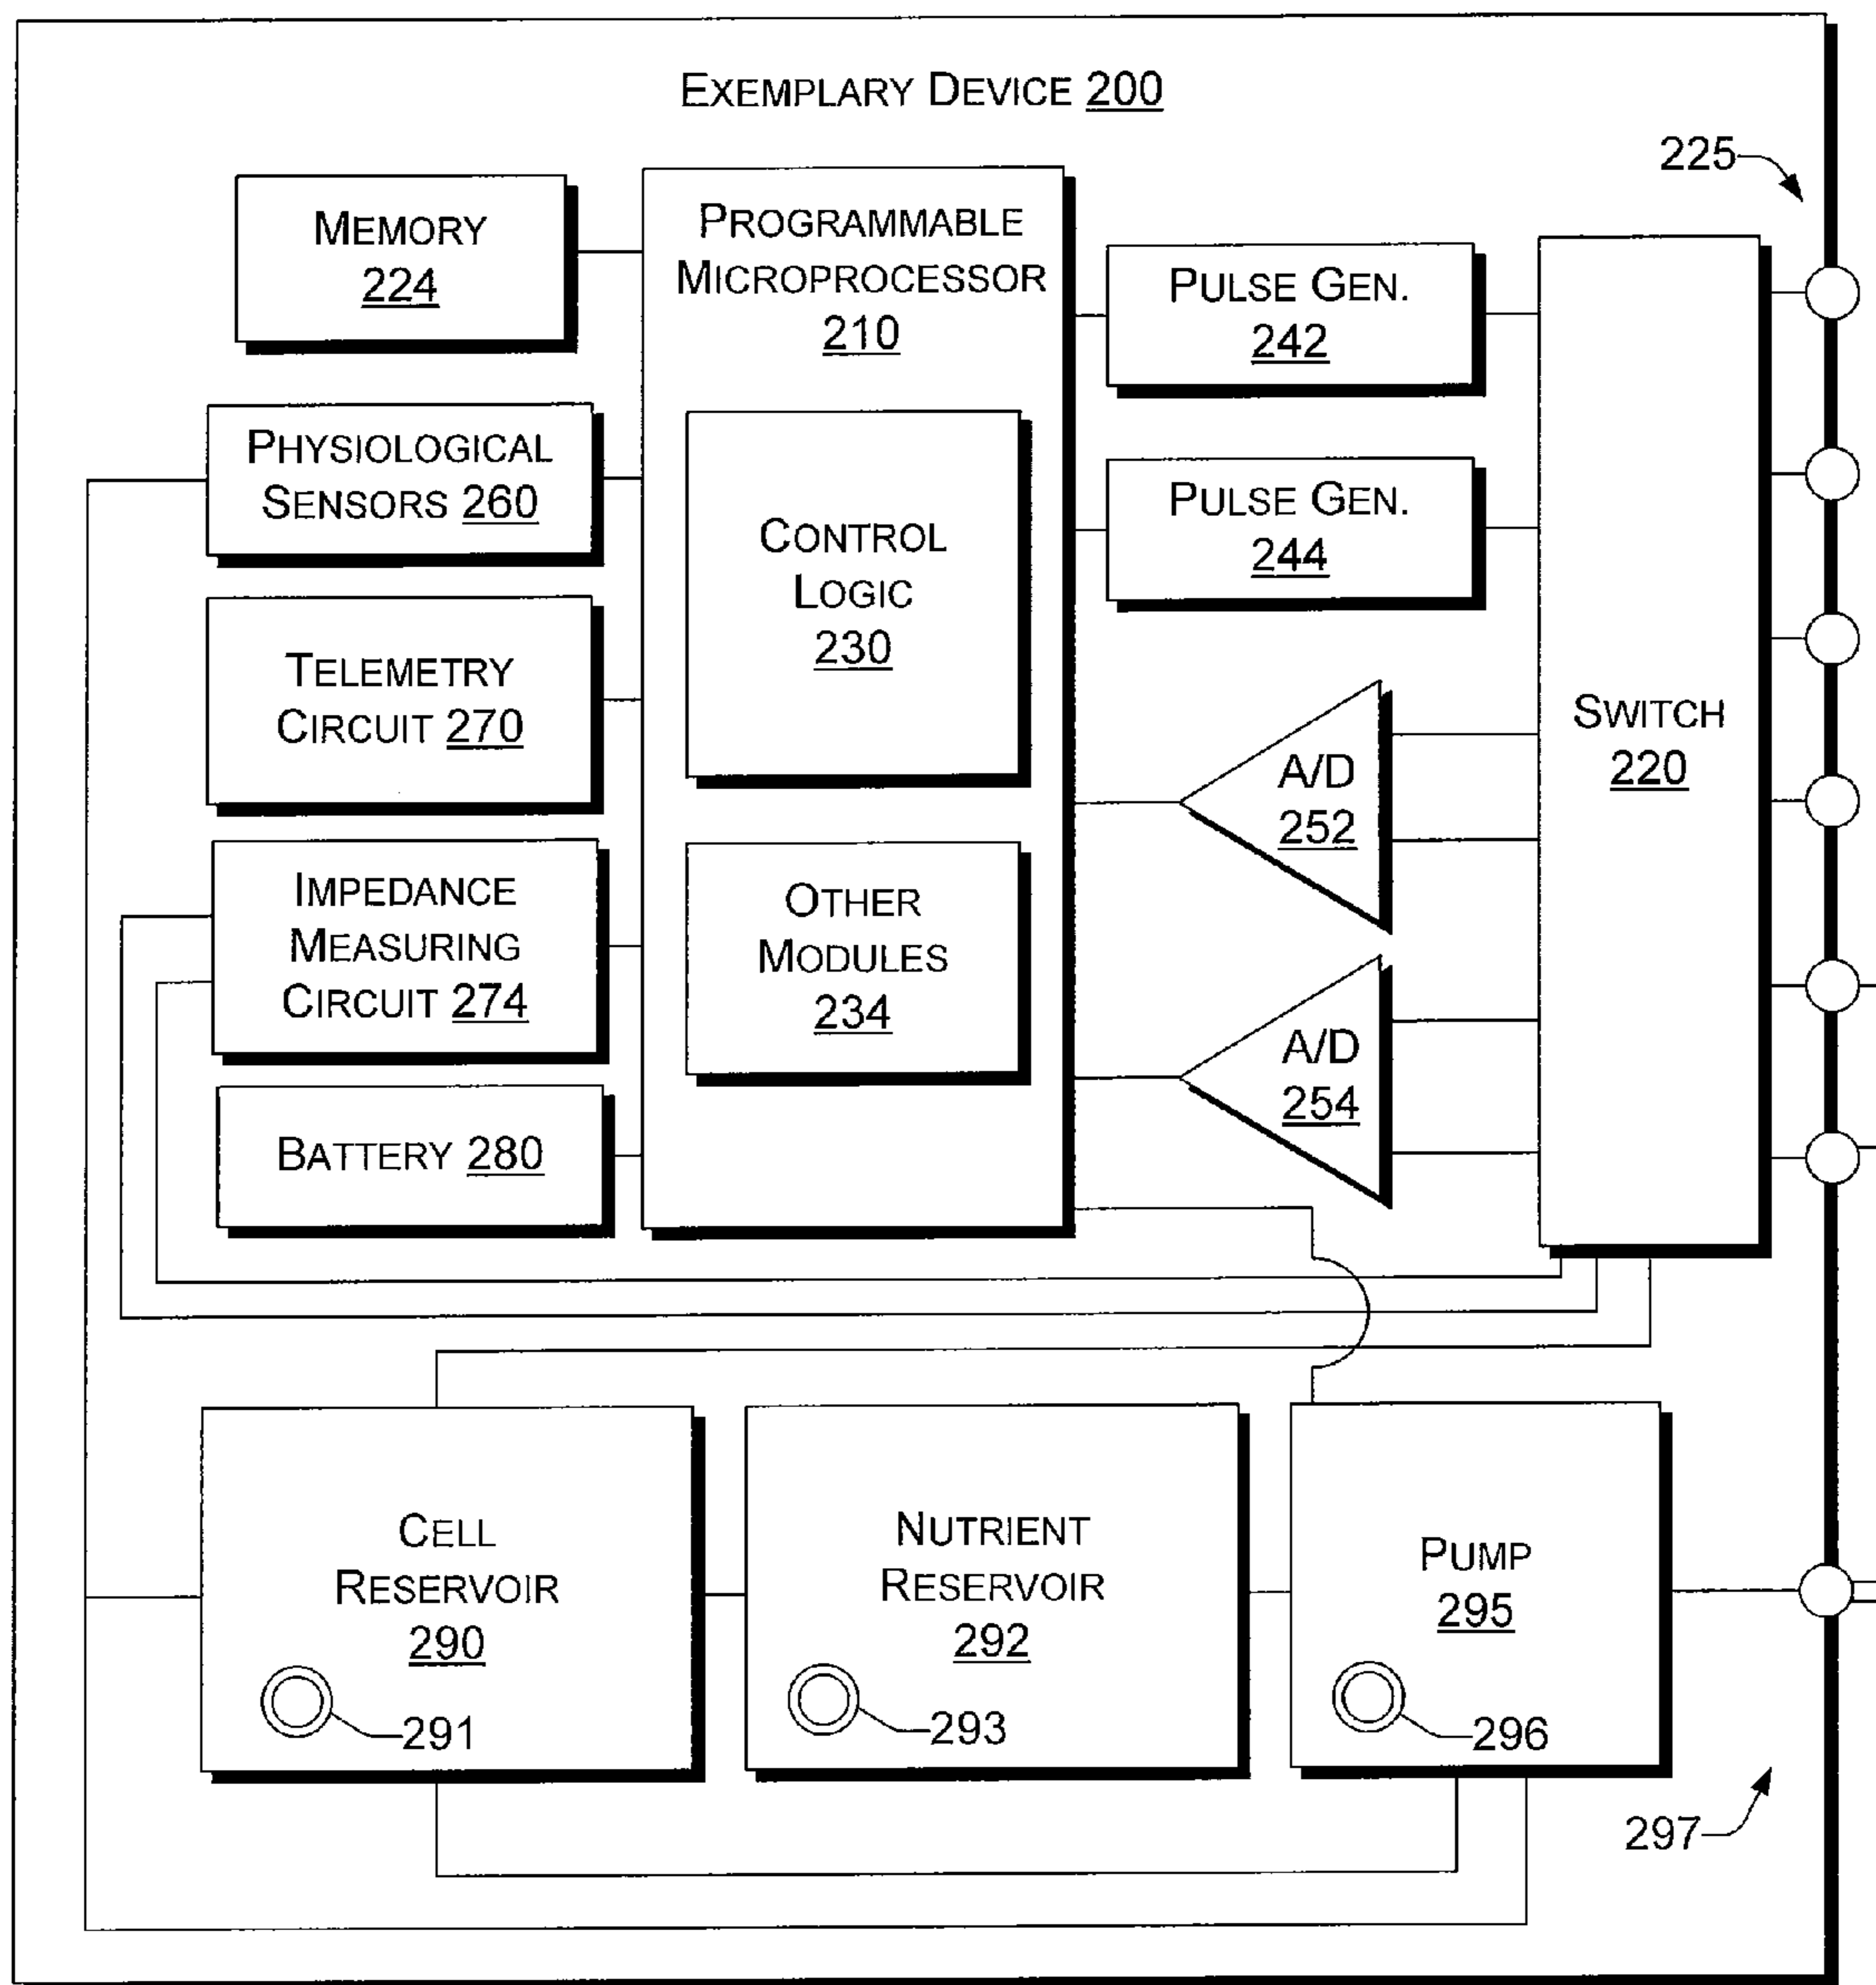 EXEMPLARY DEVICE 200
225
MEMORY
224
PROGRAMMABLE
MICROPROCESSOR
210
PULSE GEN.
242
PHYSIOLOGICAL
SENSORS 260
CONTROL
LOGIC
230
PULSE GEN.
244
TELEMETRY
CIRCUIT 270
A/D
252
SWITCH
220
IMPEDANCE
MEASURING
CIRCUIT 274
OTHER
MODULES
234
A/D
254
BATTERY 280
CELL
RESERVOIR
290
291
NUTRIENT
RESERVOIR
292
293
PUMP
295
296
297